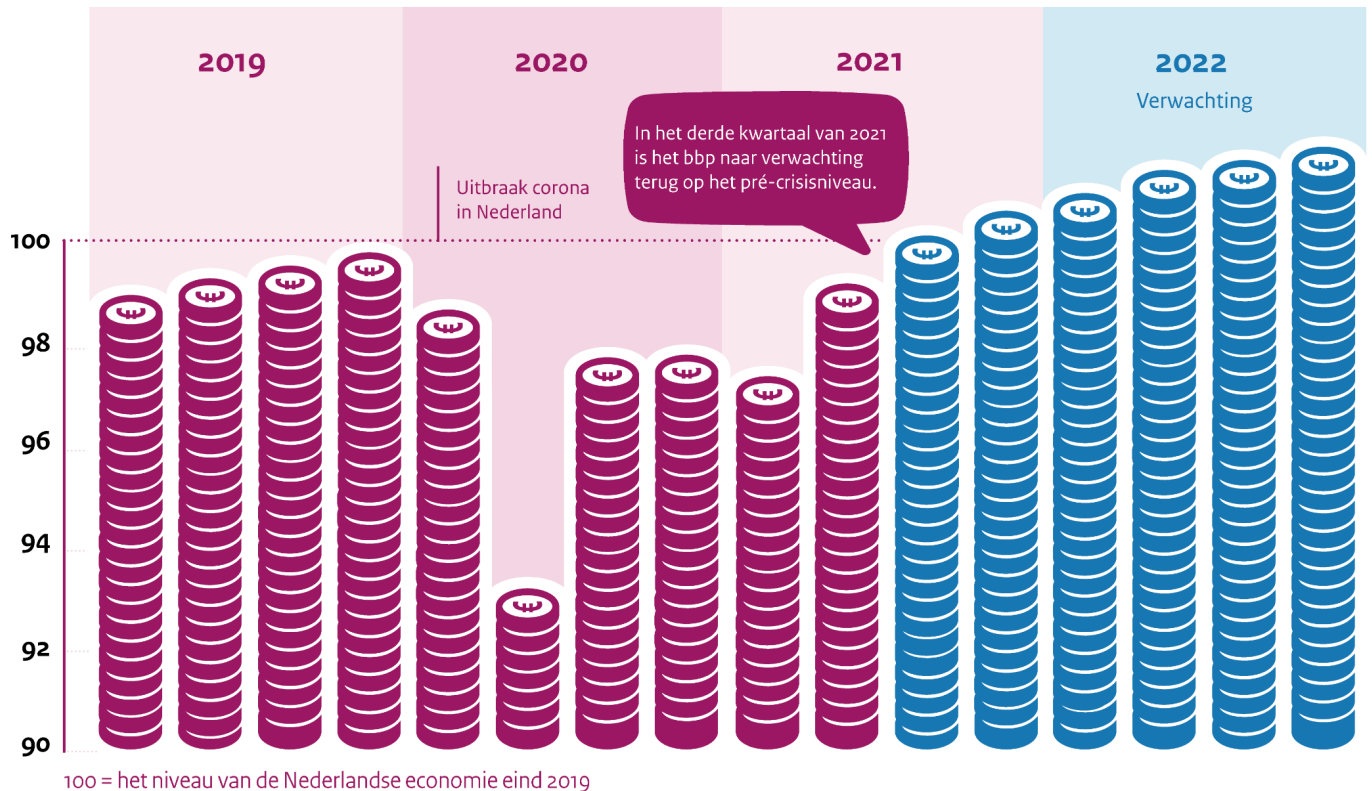 2019
2020
2021
2022
Verwachting
In het derde kwartaal van 2021
is het bbp naar verwachting
terug op het pré-crisisniveau.
Uitbraak corona
in Nederland
100
98
96
94
92
90
100 = het niveau van de Nederlandse economie eind 2019